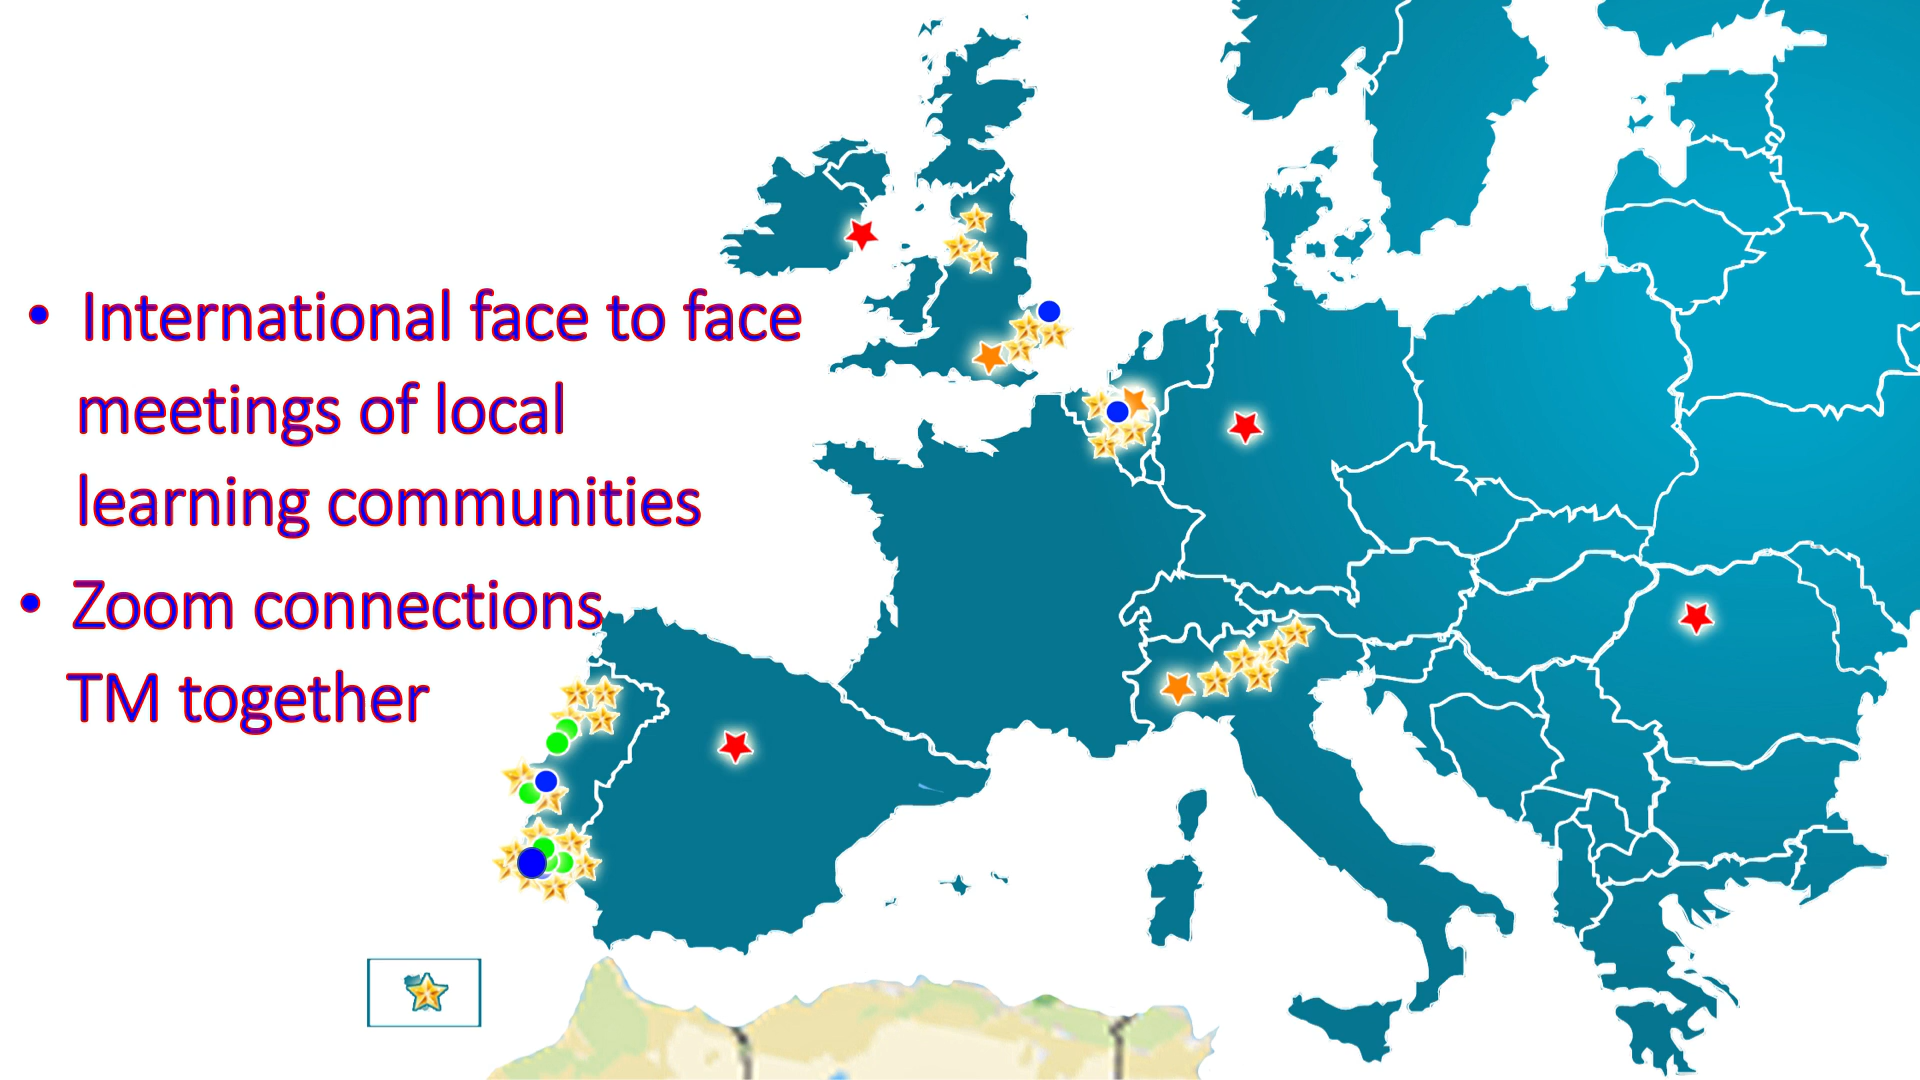 • International face to face
meetings of local
learning communities
• Zoom connections
TM together